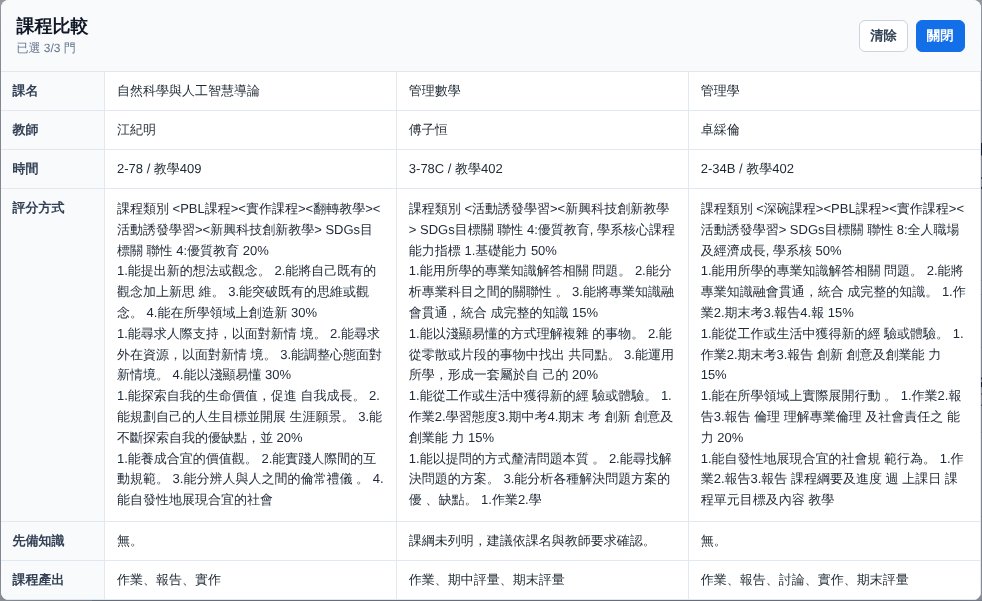 課程比較
已選 3/3 門
清除
關閉
課名
自然科學與人工智慧導論
管理數學
管理學
教師
江紀明
傅子恒
卓綵倫
時間
2-78 / 教學409
3-78C / 教學402
2-34B / 教學402
評分方式
課程類別 <PBL課程><實作課程><翻轉教學><
活動誘發學習><新興科技創新教學> SDGs目
標關 聯性 4:優質教育 20%
1.能提出新的想法或觀念。 2.能將自己既有的
觀念加上新思 維。 3.能突破既有的思維或觀
念。 4.能在所學領域上創造新 30%
1.能尋求人際支持，以面對新情 境。 2.能尋求
外在資源，以面對新情 境。 3.能調整心態面對
新情境。 4.能以淺顯易懂 30%
1.能探索自我的生命價值，促進 自我成長。 2.
能規劃自己的人生目標並開展 生涯願景。 3.能
不斷探索自我的優缺點，並 20%
1.能養成合宜的價值觀。 2.能實踐人際間的互
動規範。 3.能分辨人與人之間的倫常禮儀 。 4.
能自發性地展現合宜的社會
課程類別 <活動誘發學習><新興科技創新教學
> SDGs目標關 聯性 4:優質教育, 學系核心課程
能力指標 1.基礎能力 50%
1.能用所學的專業知識解答相關 問題。 2.能分
析專業科目之間的關聯性 。 3.能將專業知識融
會貫通，統合 成完整的知識 15%
1.能以淺顯易懂的方式理解複雜 的事物。 2.能
從零散或片段的事物中找出 共同點。 3.能運用
所學，形成一套屬於自 己的 20%
1.能從工作或生活中獲得新的經 驗或體驗。 1.
作業2.學習態度3.期中考4.期末 考 創新 創意及
創業能 力 15%
1.能以提問的方式釐清問題本質 。 2.能尋找解
決問題的方案。 3.能分析各種解決問題方案的
優 、缺點。 1.作業2.學
課程類別 <深碗課程><PBL課程><實作課程><
活動誘發學習> SDGs目標關 聯性 8:全人職場
及經濟成長, 學系核 50%
1.能用所學的專業知識解答相關 問題。 2.能將
專業知識融會貫通，統合 成完整的知識。 1.作
業2.期末考3.報告4.報 15%
1.能從工作或生活中獲得新的經 驗或體驗。 1.
作業2.期末考3.報告 創新 創意及創業能 力
15%
1.能在所學領域上實際展開行動 。 1.作業2.報
告3.報告 倫理 理解專業倫理 及社會責任之 能
力 20%
1.能自發性地展現合宜的社會規 範行為。 1.作
業2.報告3.報告 課程綱要及進度 週 上課日 課
程單元目標及內容 教學
先備知識
無。
課綱未列明，建議依課名與教師要求確認。
無。
課程產出
作業、報告、實作
作業、期中評量、期末評量
作業、報告、討論、實作、期末評量